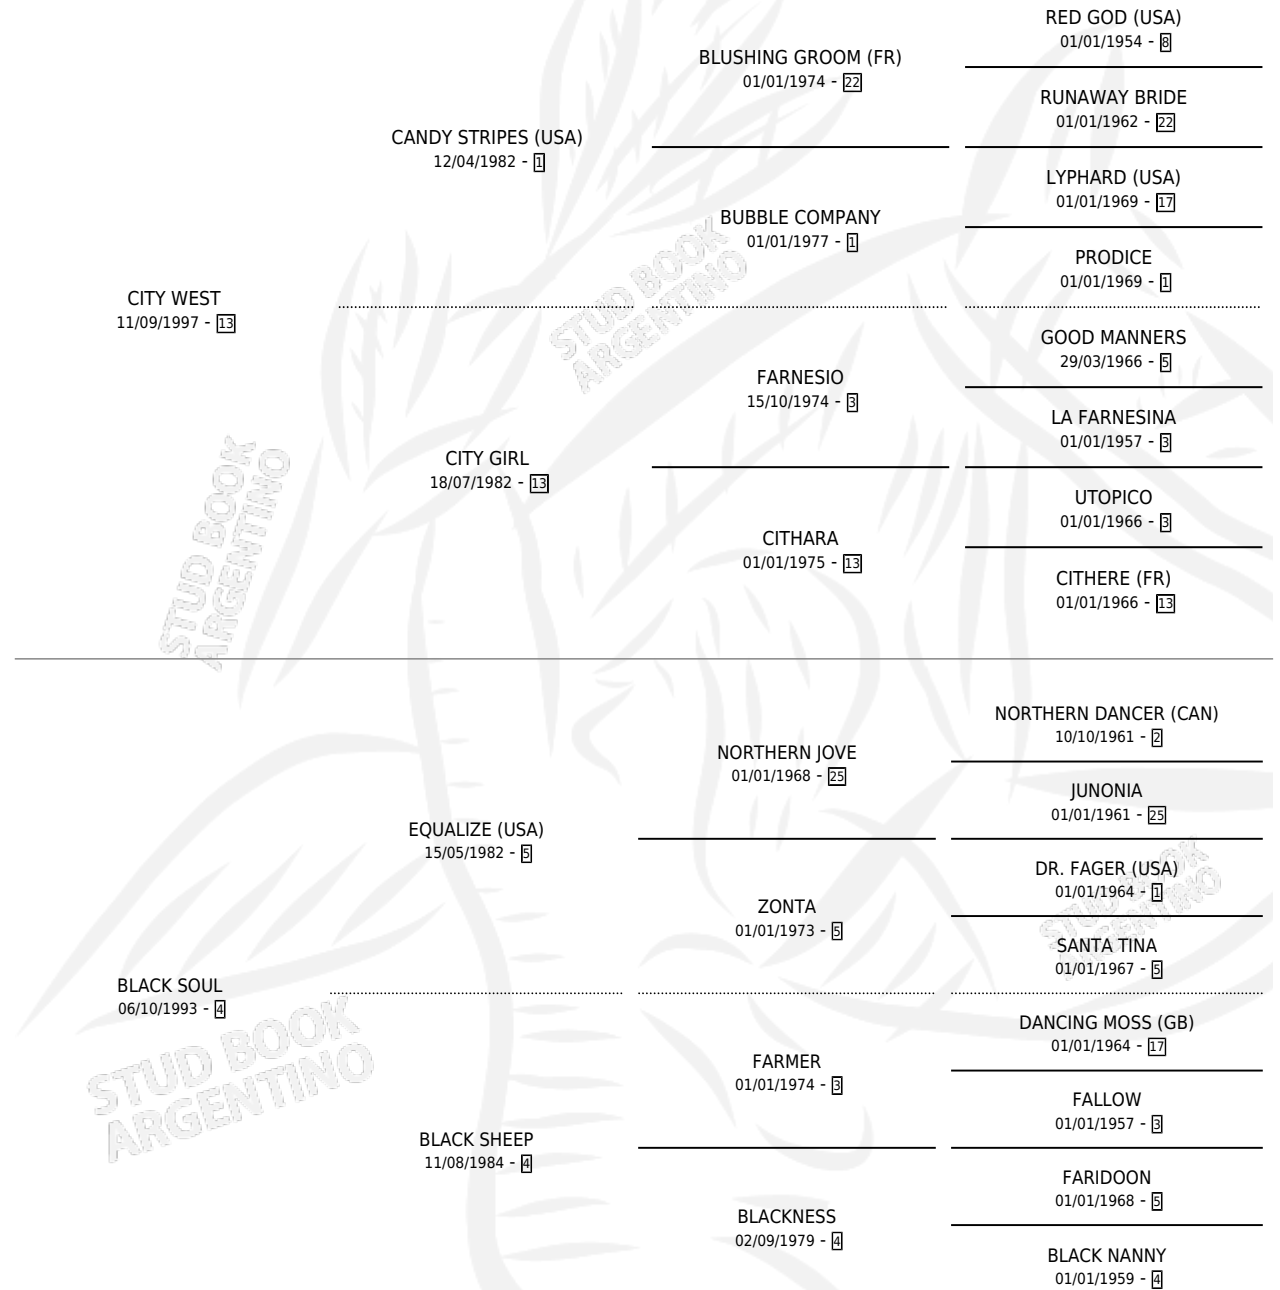 RED GOD (USA)
01/01/1954 - 8
BLUSHING GROOM (FR)
01/01/1974 - 22
RUNAWAY BRIDE
01/01/1962 - 22
CANDY STRIPES (USA)
12/04/1982 - 1
LYPHARD (USA)
01/01/1969 - 17
BUBBLE COMPANY
01/01/1977 - 1
PRODICE
01/01/1969 - 1
CITY WEST
11/09/1997 - 13
GOOD MANNERS
29/03/1966 - 5
FARNESIO
15/10/1974 - 3
LA FARNESINA
01/01/1957 - 3
CITY GIRL
18/07/1982 - 13
UTOPICO
01/01/1966 - 3
CITHARA
01/01/1975 - 13
CITHERE (FR)
01/01/1966 - 13
NORTHERN DANCER (CAN)
10/10/1961 - 2
NORTHERN JOVE
01/01/1968 - 25
JUNONIA
01/01/1961 - 25
EQUALIZE (USA)
15/05/1982 - 5
DR. FAGER (USA)
01/01/1964 - 1
ZONTA
01/01/1973 - 5
SANTA TINA
01/01/1967 - 5
BLACK SOUL
06/10/1993 - 4
DANCING MOSS (GB)
01/01/1964 - 17
FARMER
01/01/1974 - 3
FALLOW
01/01/1957 - 3
BLACK SHEEP
11/08/1984 - 4
FARIDOON
01/01/1968 - 5
BLACKNESS
02/09/1979 - 4
BLACK NANNY
01/01/1959 - 4
STUD BOOK
ARGENTINO
STUD BOOK
ARGENTINO
STUD BOOK
ARGENTINO
STUD BOOK
ARGENTINO